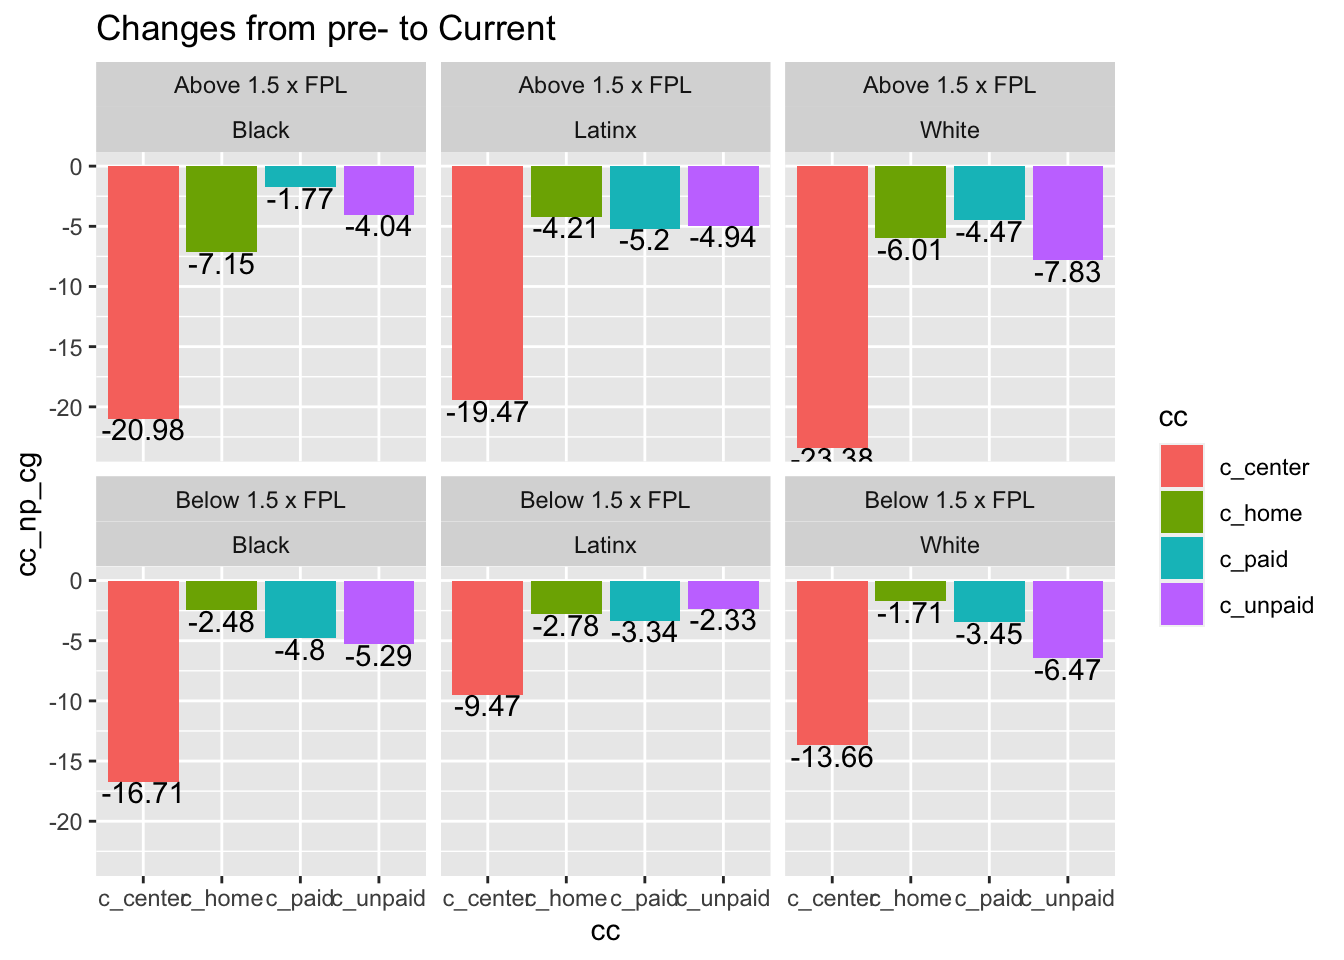 Changes from pre- to Current
Above 1.5 x FPL Above 1.5 x FPL Above 1.5 x FPL
Black Latinx White
0
-5
-10
-15
-20
-20.98 -7.15 -1.77 -4.04
-19.47 -4.21 -5.2 -4.94
-23.38 -6.01 -4.47 -7.83
cc_np_cg
Below 1.5 x FPL Below 1.5 x FPL Below 1.5 x FPL
Black Latinx White
0
-5
-10
-15
-20
-16.71 -2.48 -4.8 -5.29
-9.47 -2.78 -3.34 -2.33
-13.66 -1.71 -3.45 -6.47
c_center c_home c_paid c_unpaid c_center c_home c_paid c_unpaid c_center c_home c_paid c_unpaid
cc
cc
c_center
c_home
c_paid
c_unpaid